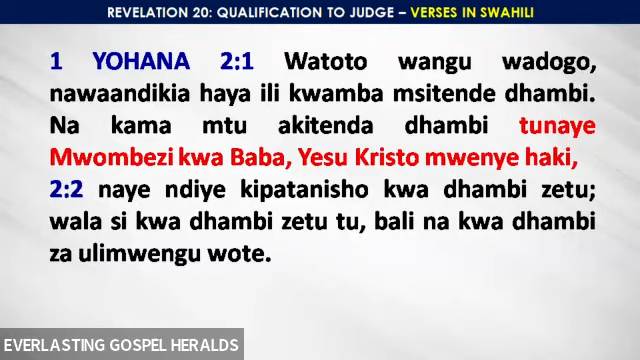 REVELATION 20: QUALIFICATION TO JUDGE – VERSES IN SWAHILI
1 YOHANA 2:1 Watoto wangu wadogo,
nawaandikia haya ili kwamba msitende dhambi.
Na kama mtu akitenda dhambi tunaye
Mwombezi kwa Baba, Yesu Kristo mwenye haki,
2:2 naye ndiye kipatanisho kwa dhambi zetu;
wala si kwa dhambi zetu tu, bali na kwa dhambi
za ulimwengu wote.
EVERLASTING GOSPEL HERALDS